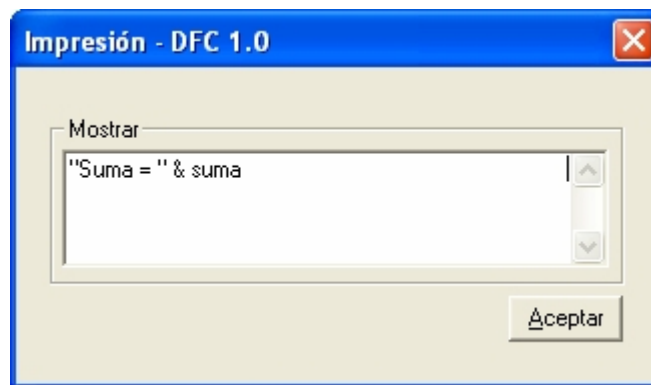 Impresión - DFC 1.0
Mostrar
"Suma = " & suma
Aceptar